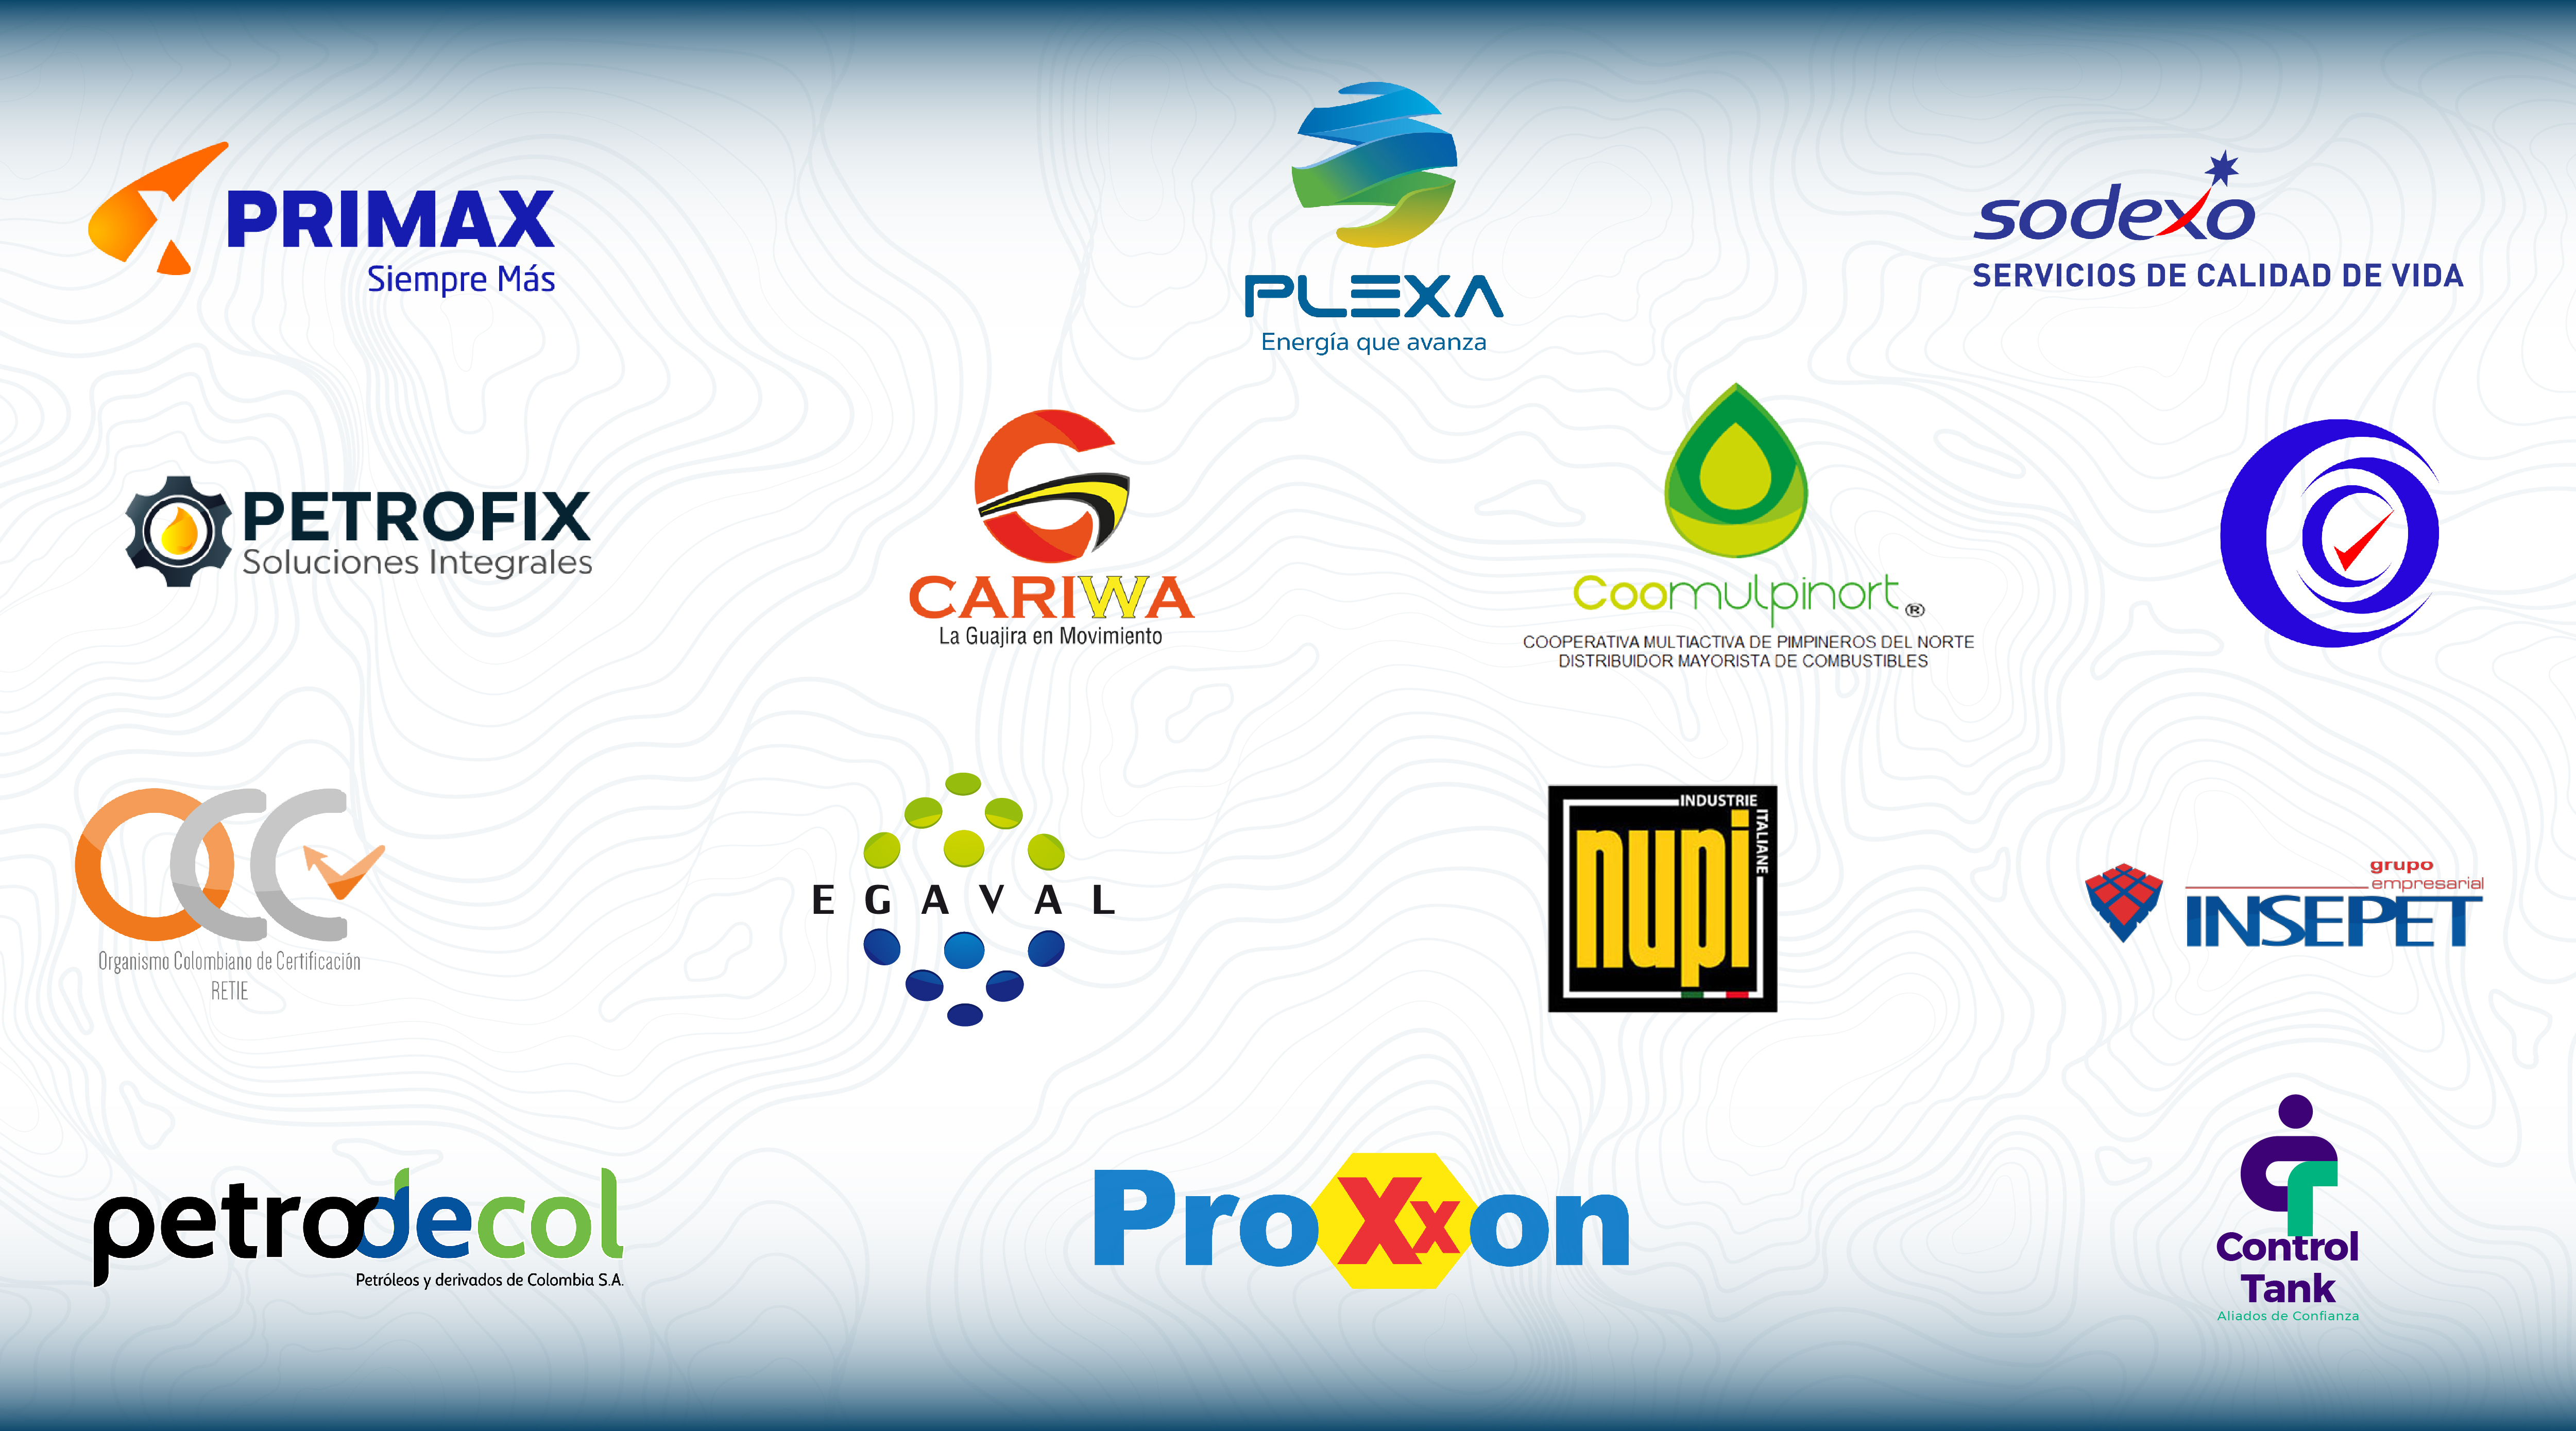 PRIMAX
Siempre Más
PLEXA
Energía que avanza
sodexo
SERVICIOS DE CALIDAD DE VIDA
PETROFIX
Soluciones Integrales
CARIWA
La Guajira en Movimiento
Coomulpinort®
COOPERATIVA MULTIACTIVA DE PIMPINEROS DEL NORTE
DISTRIBUIDOR MAYORISTA DE COMBUSTIBLES
OCC
Organismo Colombiano de Certificación
RETIE
EGAVAL
INDUSTRIE
ITALIANE
nupi
grupo
empresarial
INSEPET
petrodecol
Petróleos y derivados de Colombia S.A.
ProXxon
Control
Tank
Aliados de Confianza